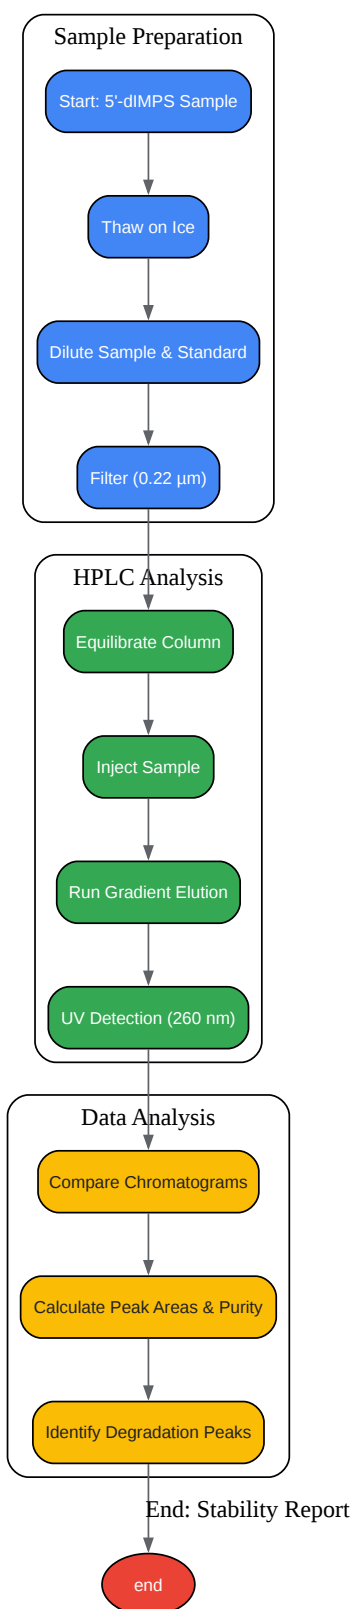 Sample Preparation
Start: 5'-dIMPS Sample
Thaw on Ice
Dilute Sample & Standard
Filter (0.22 µm)
HPLC Analysis
Equilibrate Column
Inject Sample
Run Gradient Elution
UV Detection (260 nm)
Data Analysis
Compare Chromatograms
Calculate Peak Areas & Purity
Identify Degradation Peaks
End: Stability Report
end